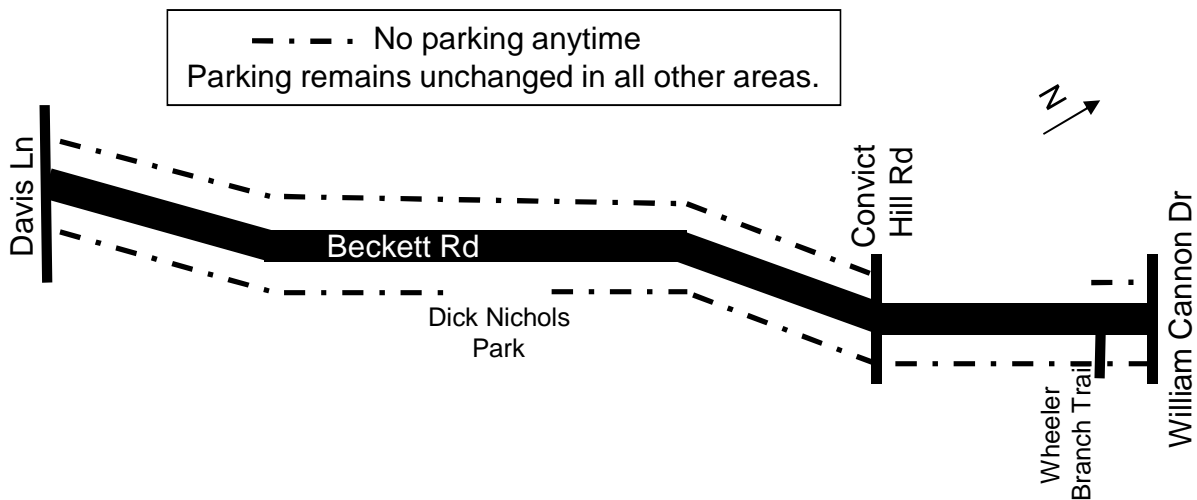 No parking anytime
Parking remains unchanged in all other areas.
N
Davis Ln
Beckett Rd
Dick Nichols
Park
Convict
Hill Rd
Wheeler
Branch Trail
William Cannon Dr